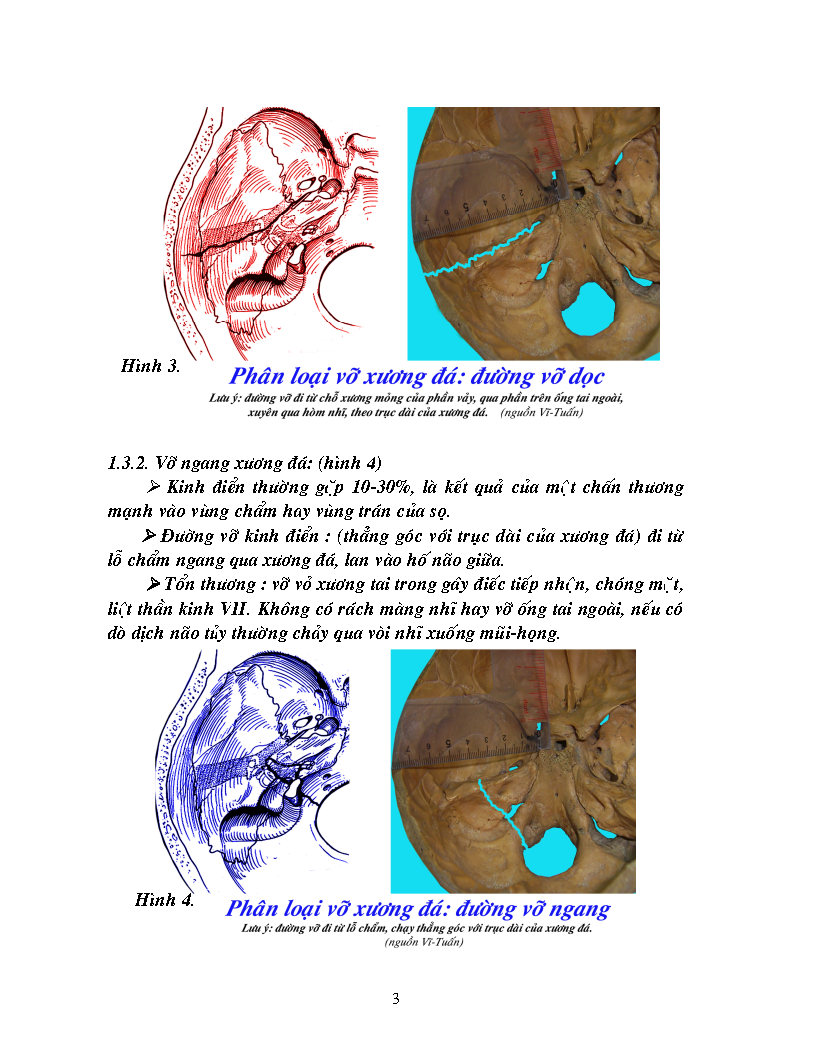 Hình 3.
Phân loại vỡ xương đá: đường vỡ dọc
Lưu ý: đường vỡ đi từ chỗ xương mỏng của phần vảy, qua phần trên ống tai ngoài,
xuyên qua hòm nhĩ, theo trục dài của xương đá. (nguồn Vĩ-Tuấn)
1.3.2. Vỡ ngang xương đá: (hình 4)
➢ Kinh điển thường gặp 10-30%, là kết quả của một chấn thương
mạnh vào vùng chẩm hay vùng trán của sọ.
➢ Đường vỡ kinh điển : (thẳng góc với trục dài của xương đá) đi từ
lỗ chẩm ngang qua xương đá, lan vào hố não giữa.
➢ Tổn thương : vỡ vỏ xương tai trong gây điếc tiếp nhận, chóng mặt,
liệt thần kinh VII. Không có rách màng nhĩ hay vỡ ống tai ngoài, nếu có
dò dịch não tủy thường chảy qua vòi nhĩ xuống mũi-họng.
Hình 4.
Phân loại vỡ xương đá: đường vỡ ngang
Lưu ý: đường vỡ đi từ lỗ chẩm, chạy thẳng góc với trục dài của xương đá.
(nguồn Vĩ-Tuấn)
3